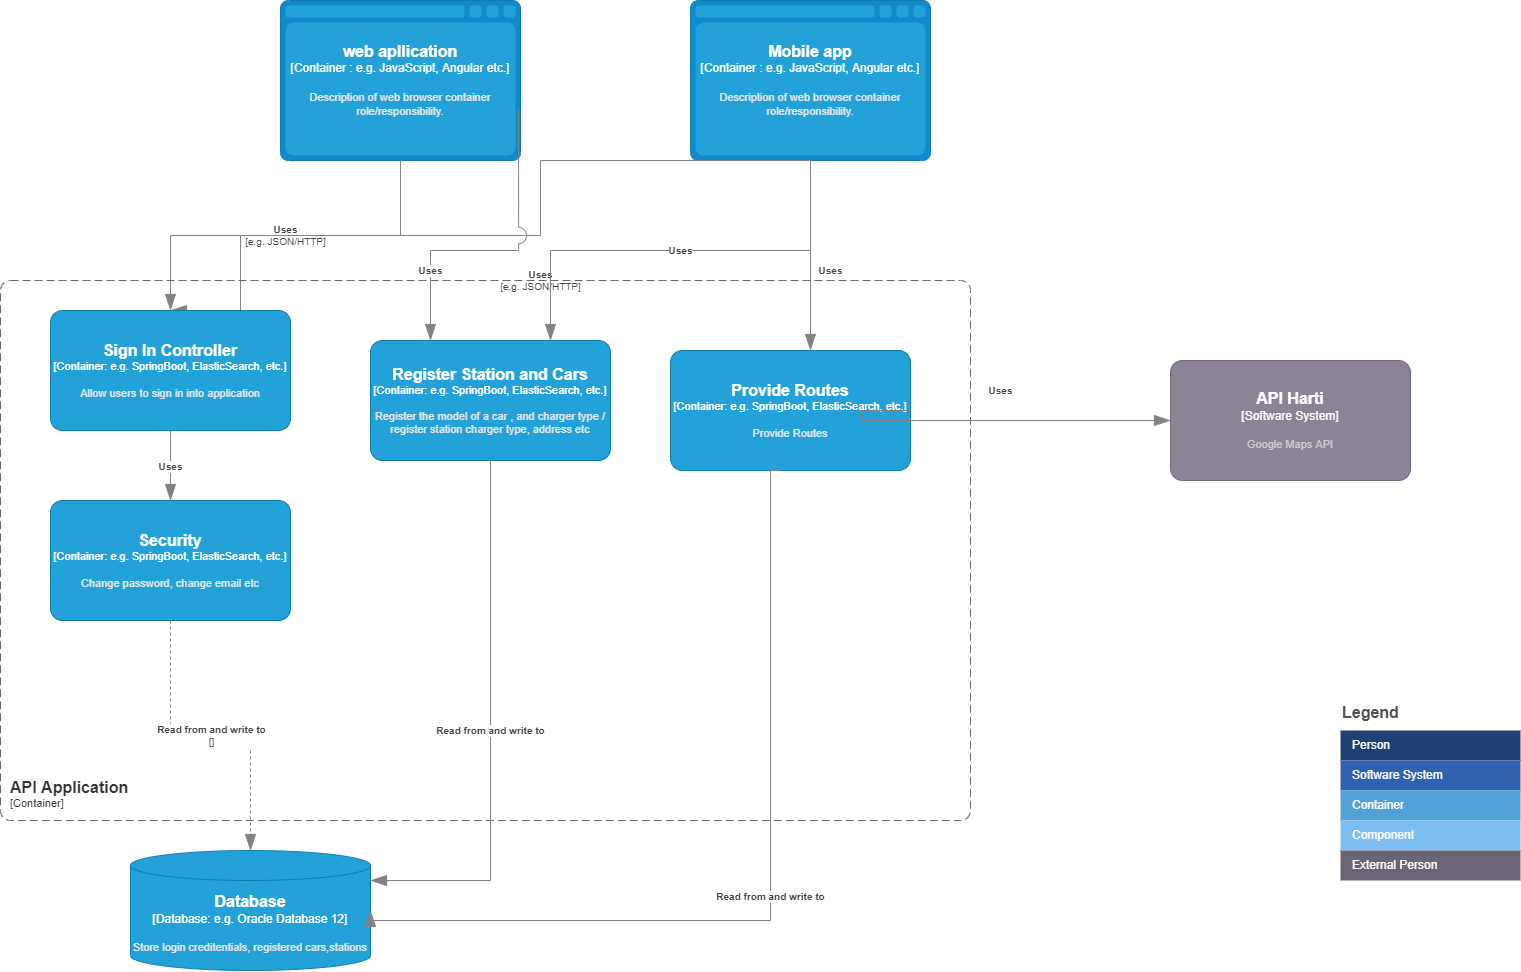 web apllication
[Container : e.g. JavaScript, Angular etc.]
Description of web browser container
role/responsibility.
Mobile app
[Container : e.g. JavaScript, Angular etc.]
Description of web browser container
role/responsibility.
Uses
[e.g. JSON/HTTP]
Uses
Uses
Uses
[e.g. JSON/HTTP]
Uses
Sign In Controller
[Container: e.g. SpringBoot, ElasticSearch, etc.]
Allow users to sign in into application
Register Station and Cars
[Container: e.g. SpringBoot, ElasticSearch, etc.]
Register the model of a car , and charger type /
register station charger type, address etc
Provide Routes
[Container: e.g. SpringBoot, ElasticSearch, etc.]
Provide Routes
Uses
API Harti
[Software System]
Google Maps API
Uses
Security
[Container: e.g. SpringBoot, ElasticSearch, etc.]
Change password, change email etc
Read from and write to
[]
Read from and write to
API Application
[Container]
Read from and write to
Database
[Database: e.g. Oracle Database 12]
Store login creditentials, registered cars,stations
Legend
Person
Software System
Container
Component
External Person